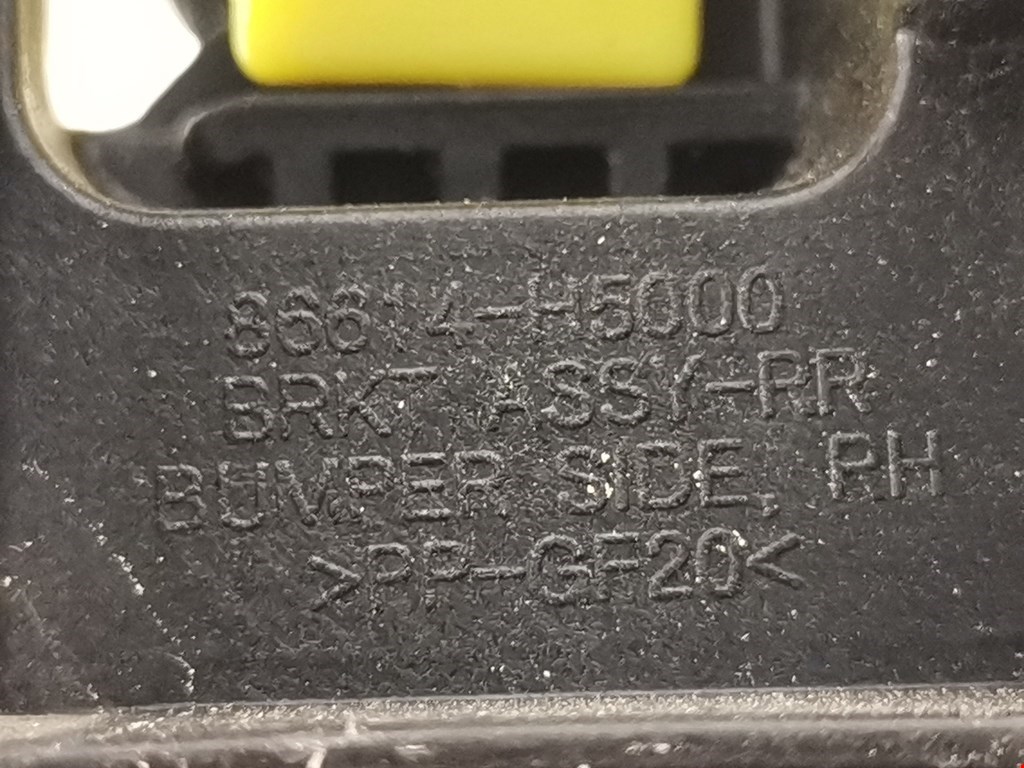 86614-H5000
BRKT ASSY-RR
BUMPER SIDE, RH
>PP-GF20<